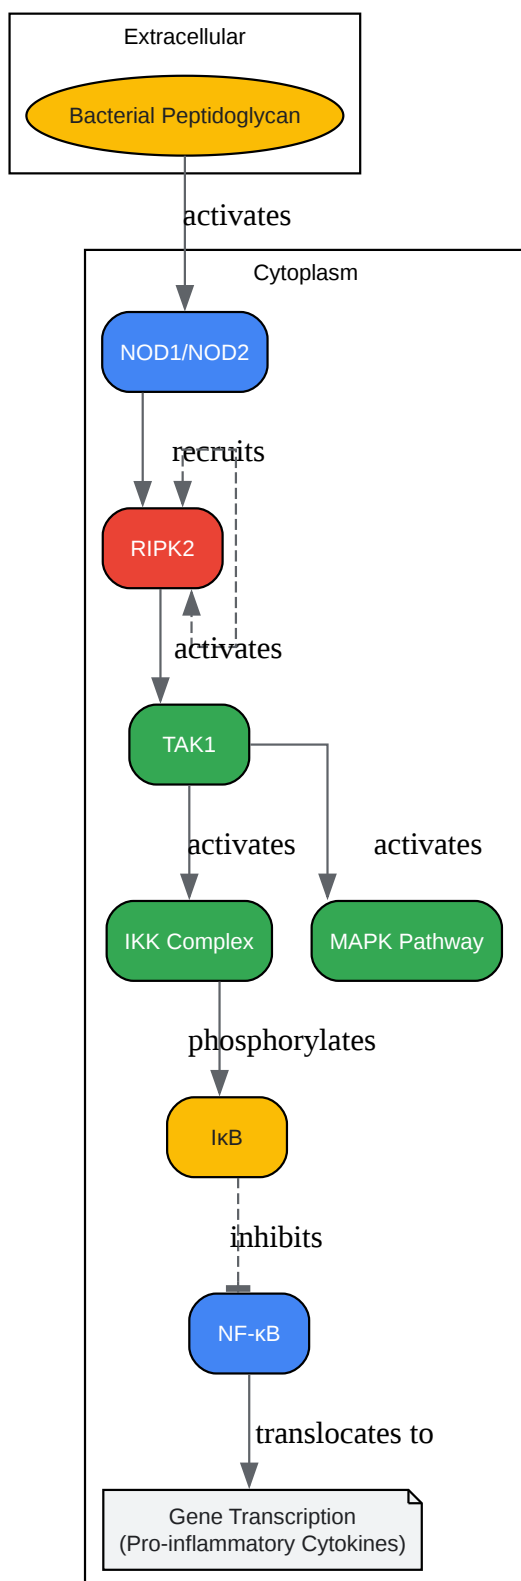 Extracellular
Bacterial Peptidoglycan
activates
Cytoplasm
NOD1/NOD2
recruits
RIPK2
activates
TAK1
activates
activates
IKK Complex
MAPK Pathway
phosphorylates
IκB
inhibits
NF-κB
translocates to
Gene Transcription
(Pro-inflammatory Cytokines)